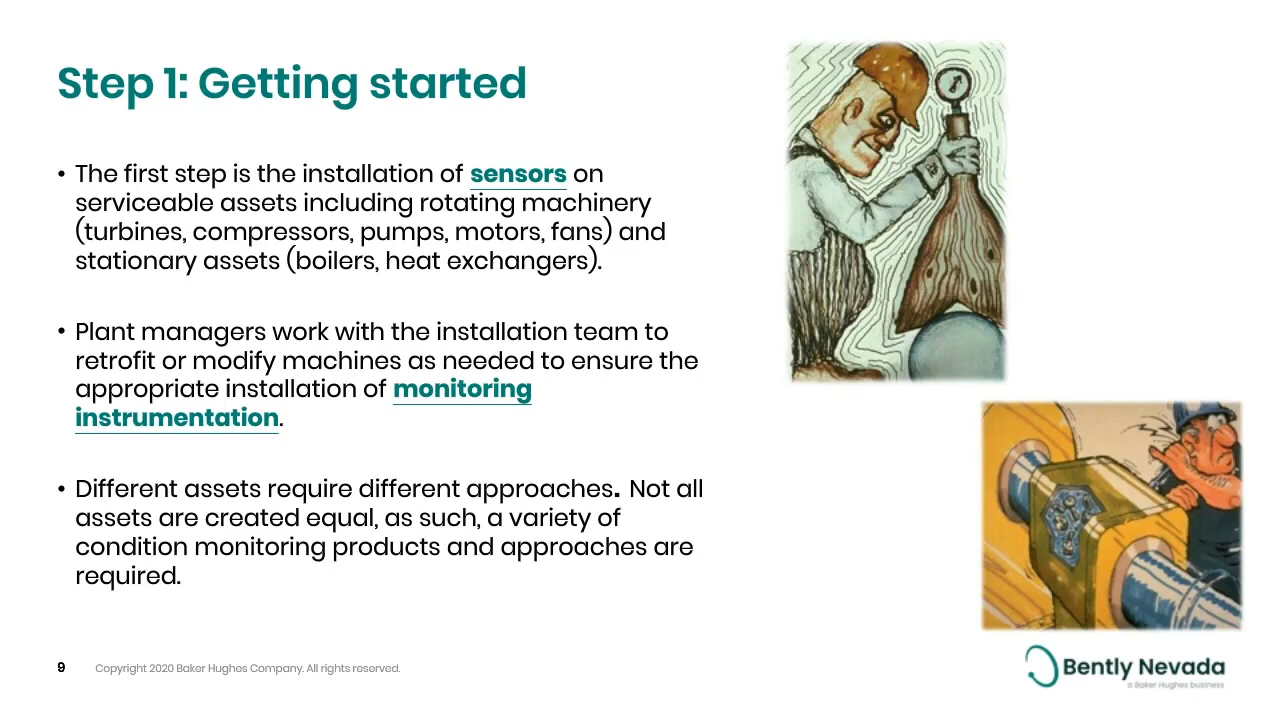 Step 1: Getting started
• The first step is the installation of sensors on
serviceable assets including rotating machinery
(turbines, compressors, pumps, motors, fans) and
stationary assets (boilers, heat exchangers).
• Plant managers work with the installation team to
retrofit or modify machines as needed to ensure the
appropriate installation of monitoring
instrumentation.
• Different assets require different approaches. Not all
assets are created equal, as such, a variety of
condition monitoring products and approaches are
required.
9 Copyright 2020 Baker Hughes Company. All rights reserved.
Bently Nevada
a Baker Hughes business